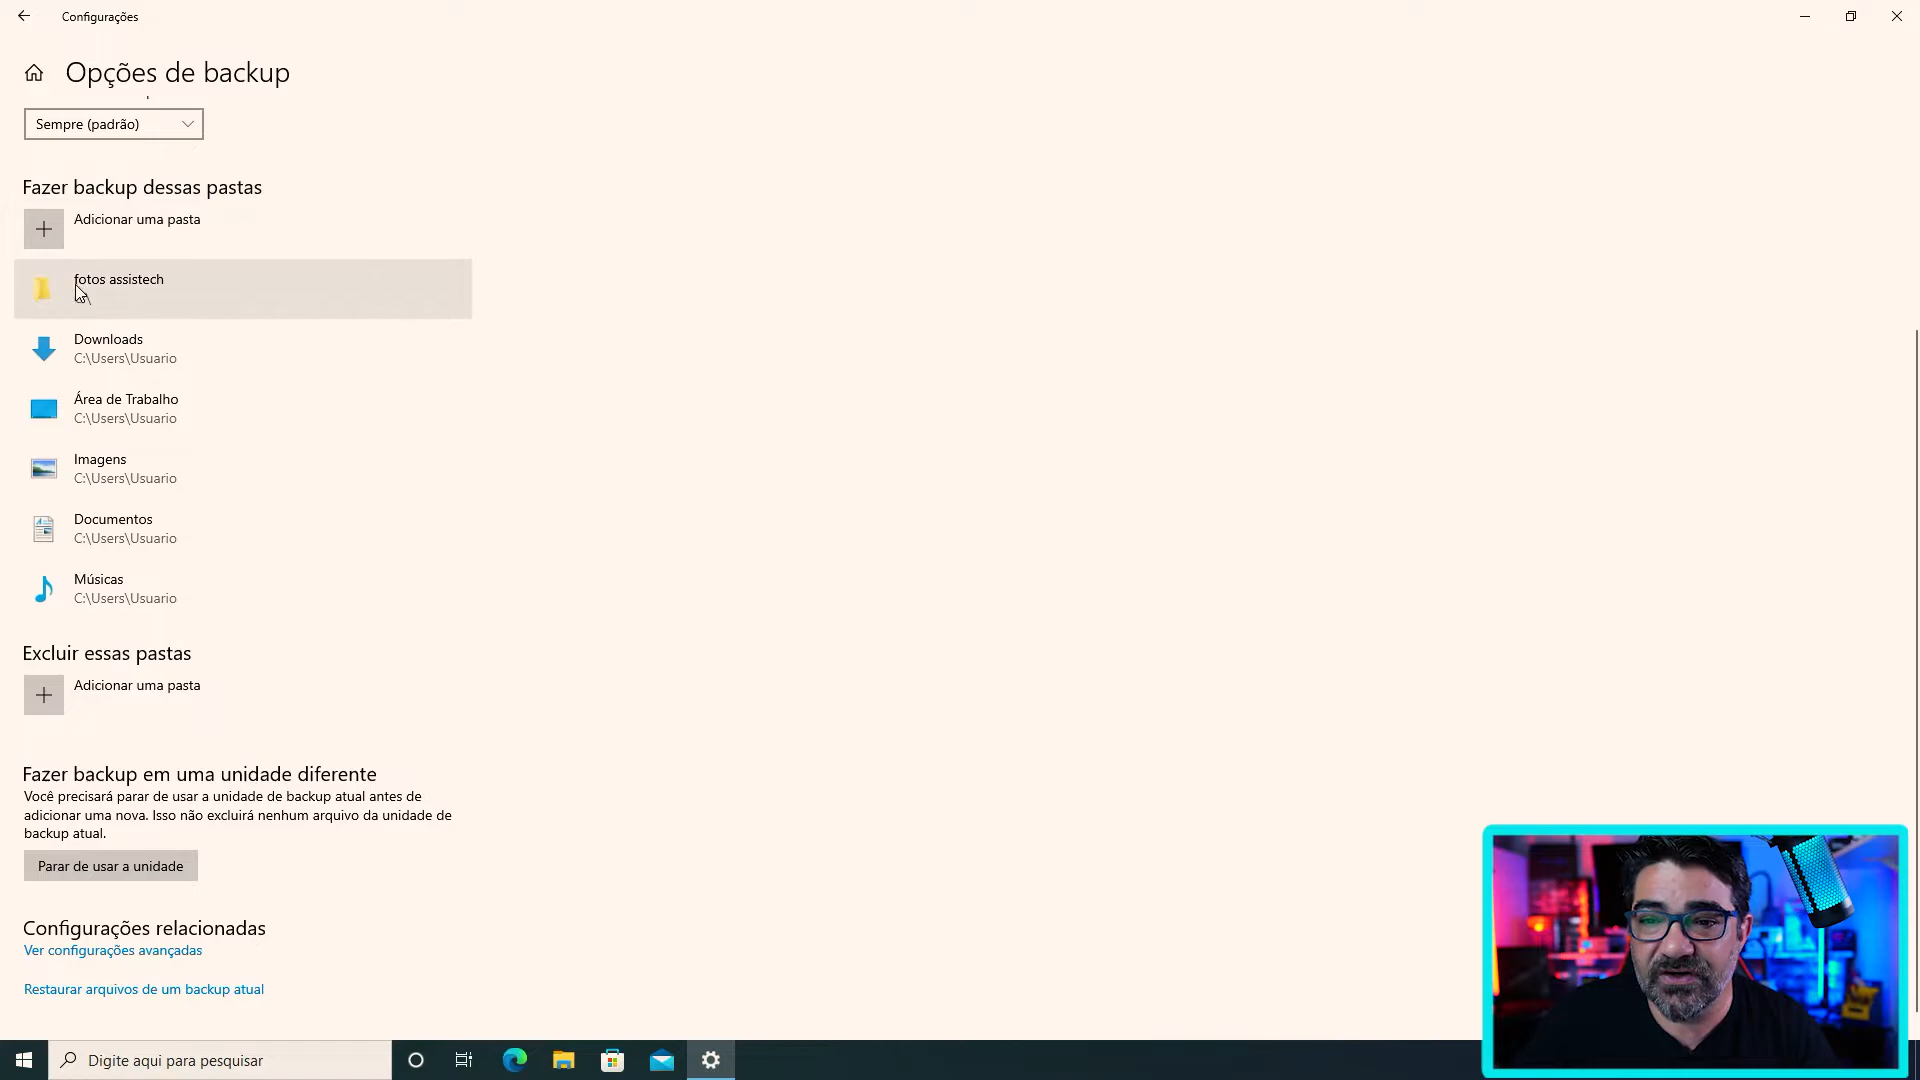 Configurações
Opções de backup
Sempre (padrão)
Fazer backup dessas pastas
Adicionar uma pasta
fotos assistech
Downloads
C:\Users\Usuario
Área de Trabalho
C:\Users\Usuario
Imagens
C:\Users\Usuario
Documentos
C:\Users\Usuario
Músicas
C:\Users\Usuario
Excluir essas pastas
Adicionar uma pasta
Fazer backup em uma unidade diferente
Você precisará parar de usar a unidade de backup atual antes de
adicionar uma nova. Isso não excluirá nenhum arquivo da unidade de
backup atual.
Parar de usar a unidade
Configurações relacionadas
Ver configurações avançadas
Restaurar arquivos de um backup atual
Digite aqui para pesquisar